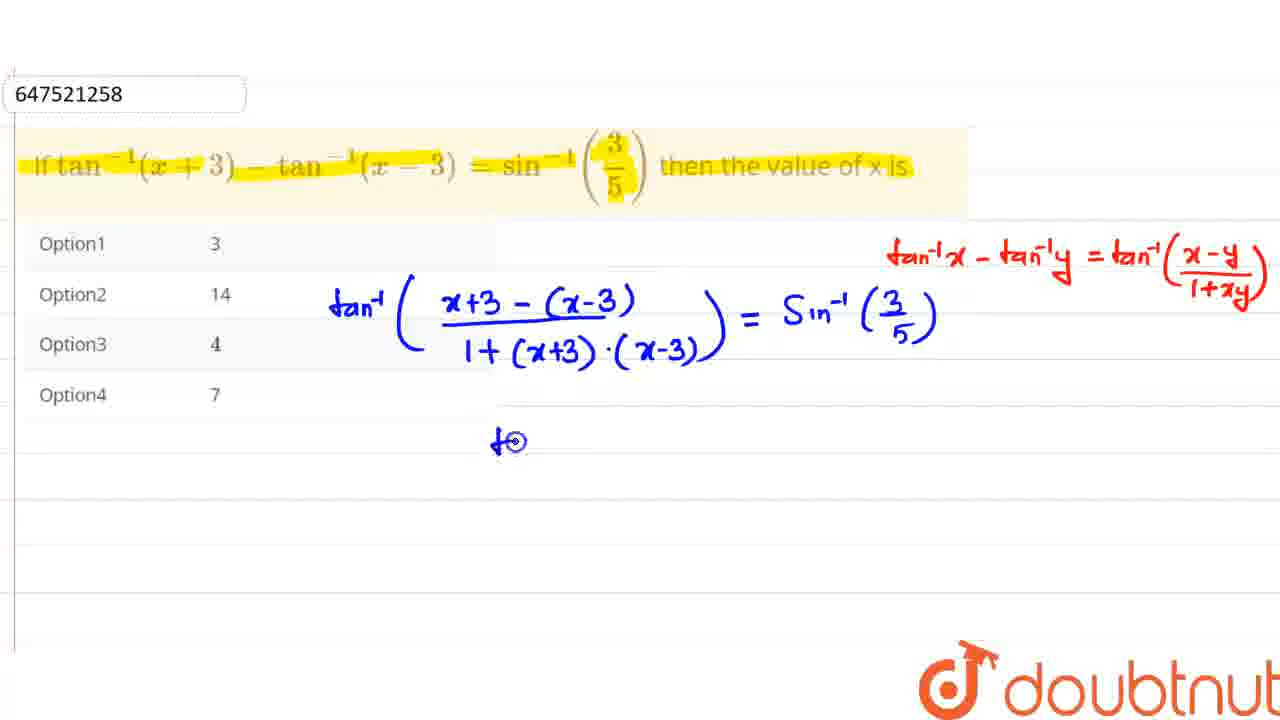 647521258
If tan⁻¹(x + 3) − tan⁻¹(x − 3) = sin⁻¹(3/5) then the value of x is
Option1 3
Option2 14
Option3 4
Option4 7
tan⁻¹x − tan⁻¹y = tan⁻¹((x−y)/(1+xy))
tan⁻¹((x+3 − (x−3))/(1+(x+3)·(x−3))) = Sin⁻¹(3/5)
doubtnut